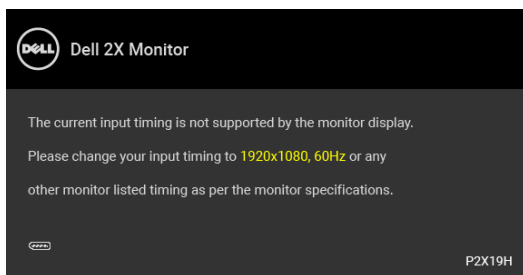 DELL
Dell 2X Monitor
The current input timing is not supported by the monitor display.
Please change your input timing to 1920x1080, 60Hz or any
other monitor listed timing as per the monitor specifications.
P2X19H